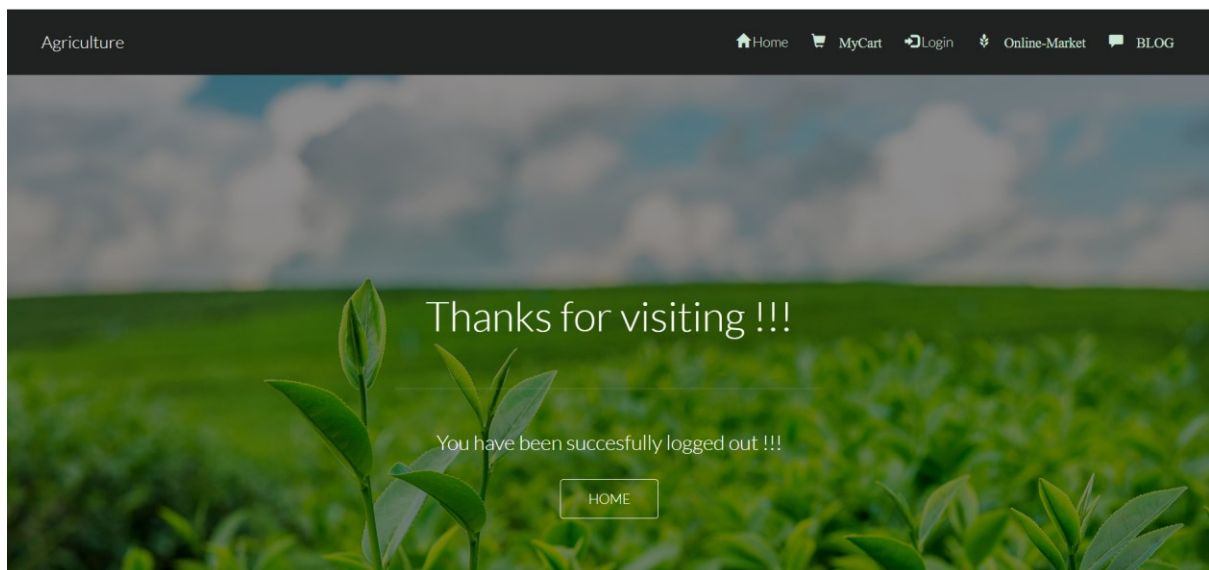 Agriculture Home MyCart Login Online-Market BLOG
Thanks for visiting !!!
You have been succesfully logged out !!!
HOME